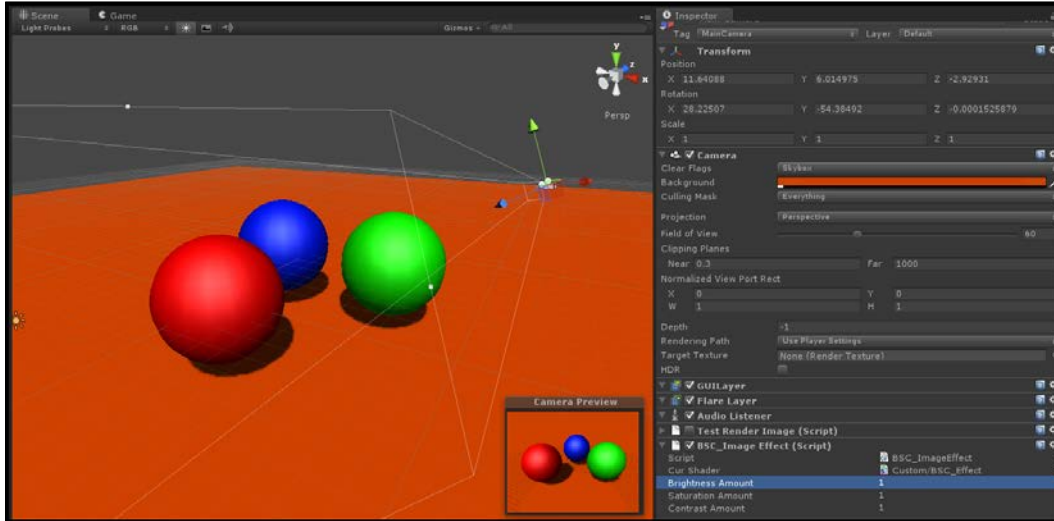 Scene Game
Light Probes RGB Gizmos All
y
z
x
Persp
Camera Preview
Inspector
Tag MainCamera Layer Default
Transform
Position
X 11.64088 Y 6.014975 Z -2.92931
Rotation
X 28.22507 Y -54.38492 Z -0.0001525879
Scale
X 1 Y 1 Z 1
Camera
Clear Flags Skybox
Background
Culling Mask Everything
Projection Perspective
Field of View 60
Clipping Planes
Near 0.3 Far 1000
Normalized View Port Rect
X 0 Y 0
W 1 H 1
Depth -1
Rendering Path Use Player Settings
Target Texture None (Render Texture)
HDR
GUILayer
Flare Layer
Audio Listener
Test Render Image (Script)
BSC_Image Effect (Script)
Script BSC_ImageEffect
Cur Shader Custom/BSC_Effect
Brightness Amount 1
Saturation Amount 1
Contrast Amount 1